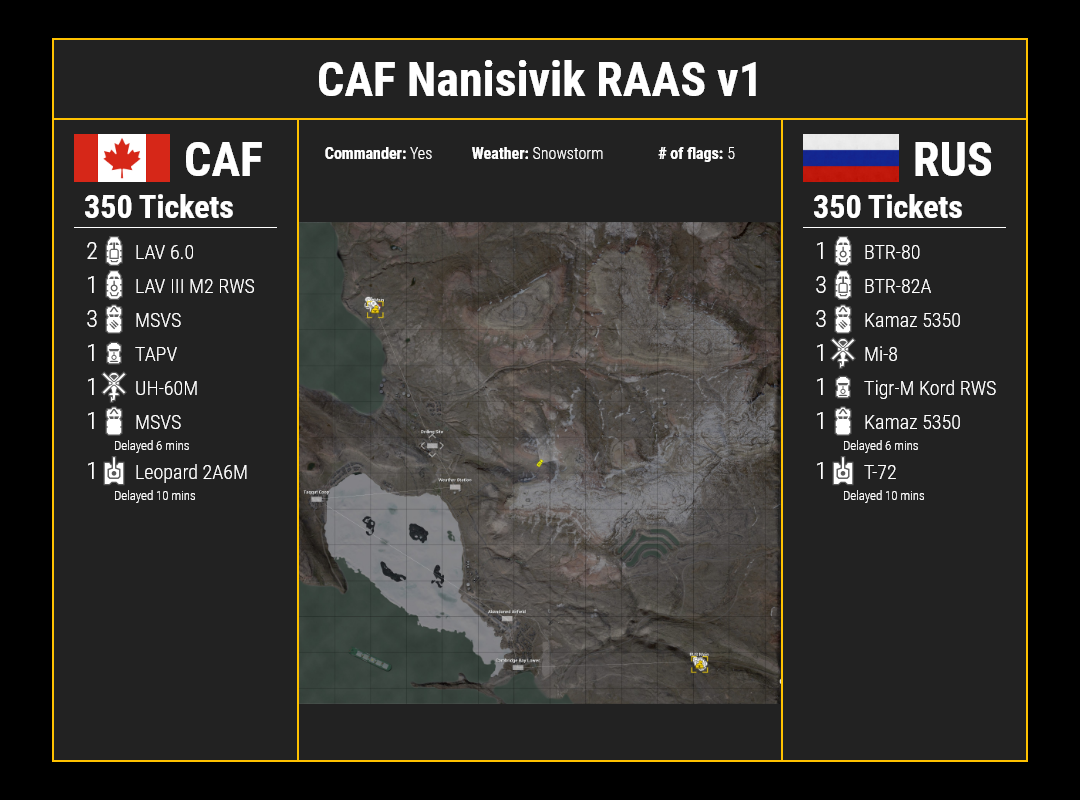 CAF Nanisivik RAAS v1
CAF
350 Tickets
2 LAV 6.0
1 LAV III M2 RWS
3 MSVS
1 TAPV
1 UH-60M
1 MSVS
Delayed 6 mins
1 Leopard 2A6M
Delayed 10 mins
Commander: Yes Weather: Snowstorm # of flags: 5
Drilling Site
Weather Station
Abandoned Airfield
Cambridge Bay Lower
RUS
350 Tickets
1 BTR-80
3 BTR-82A
3 Kamaz 5350
1 Mi-8
1 Tigr-M Kord RWS
1 Kamaz 5350
Delayed 6 mins
1 T-72
Delayed 10 mins